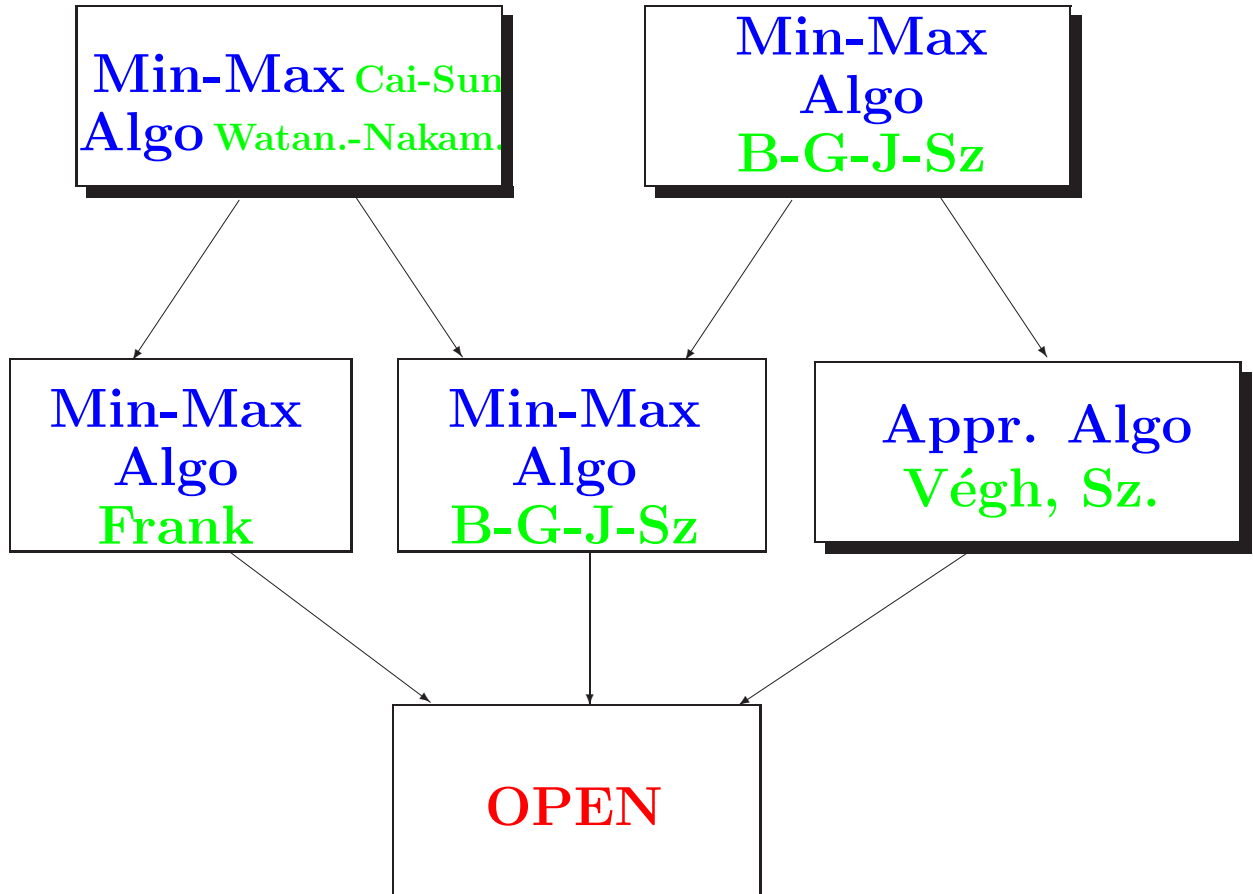 Min-Max Cai-Sun
Algo Watan.-Nakam.
Min-Max
Algo
B-G-J-Sz
Min-Max
Algo
Frank
Min-Max
Algo
B-G-J-Sz
Appr. Algo
Végh, Sz.
OPEN